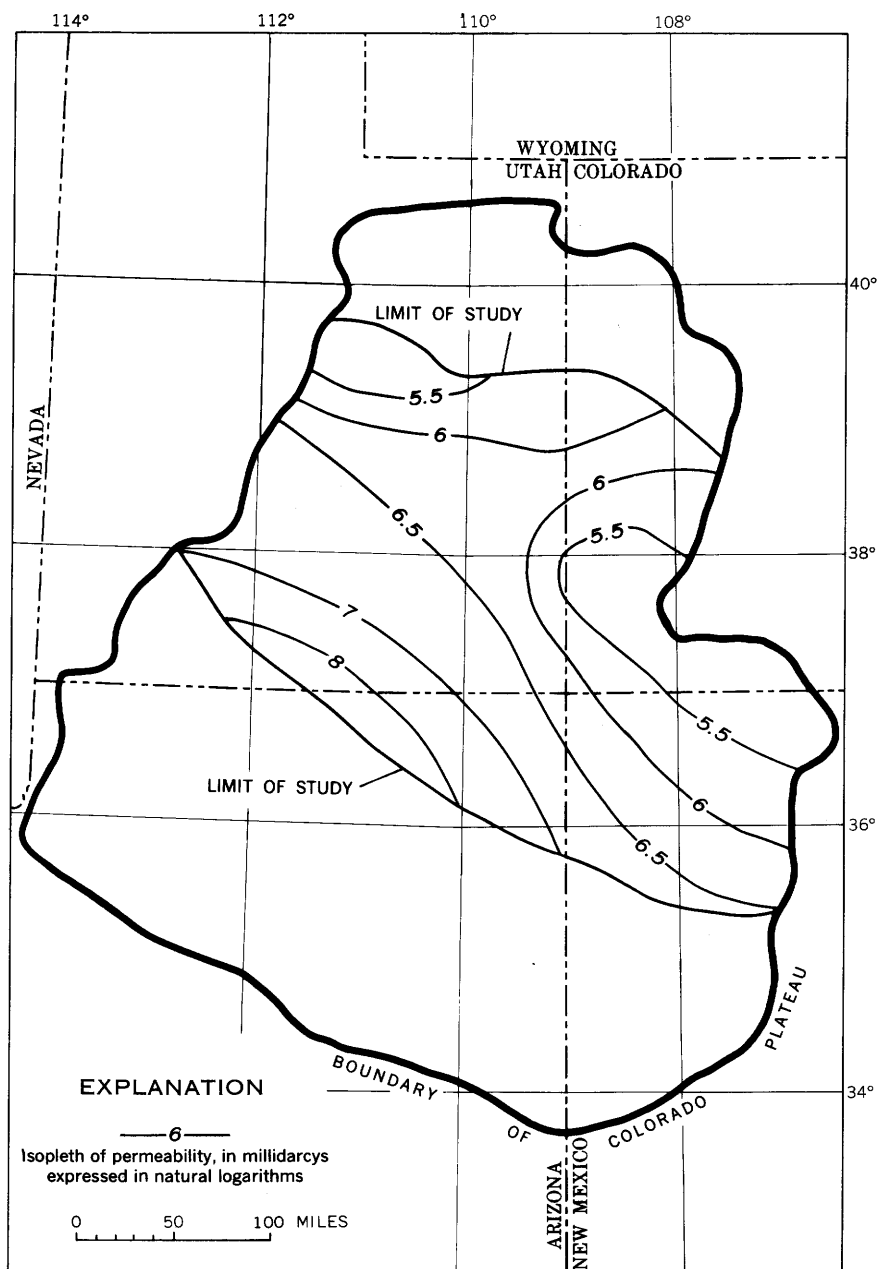 114°
112°
110°
108°
WYOMING
UTAH
COLORADO
40°
LIMIT OF STUDY
5.5
6
NEVADA
6
6.5
5.5
38°
7
8
5.5
LIMIT OF STUDY
6
36°
6.5
PLATEAU
BOUNDARY
OF
COLORADO
34°
EXPLANATION
6
Isopleth of permeability, in millidarcys
expressed in natural logarithms
ARIZONA
NEW MEXICO
0 50 100 MILES